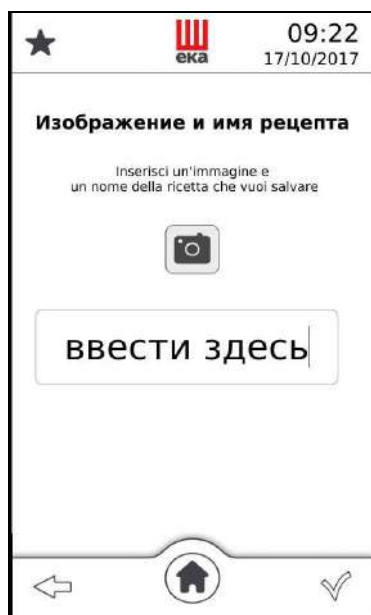 09:22
ека
17/10/2017
Изображение и имя рецепта
Inserisci un'immagine e
un nome della ricetta che vuoi salvare
ввести здесь